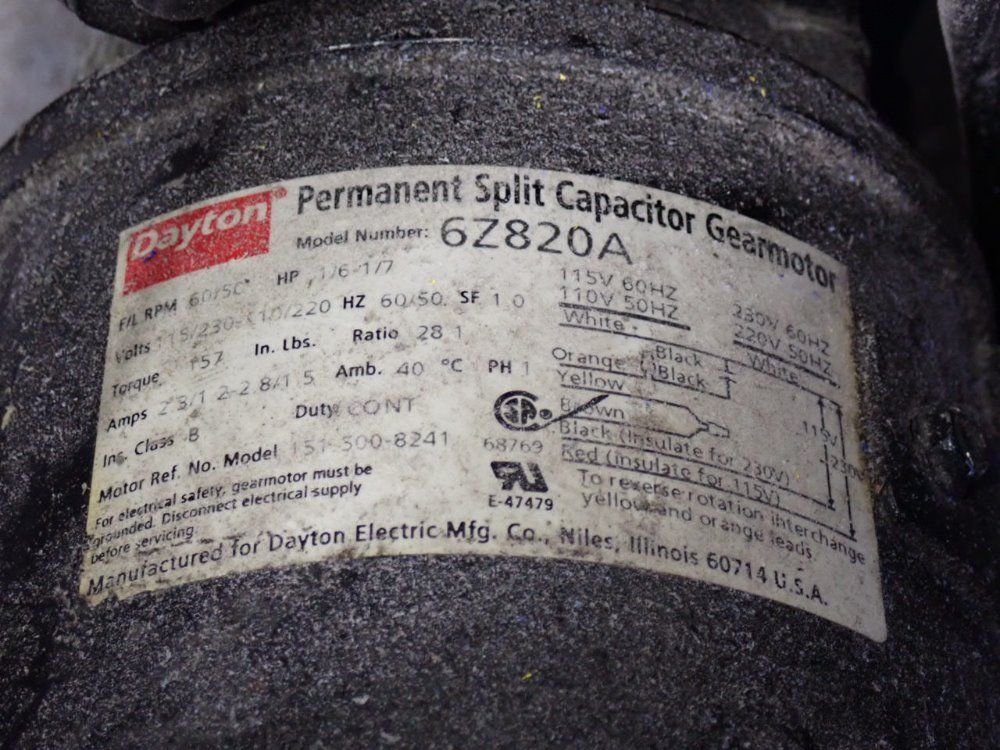 Dayton
Permanent Split Capacitor Gearmotor
Model Number: 6Z820A
F/L RPM 60/50 HP 1/6-1/7
Volts 115/230-110/220 HZ 60/50 SF 1.0
Torque 157 In. Lbs. Ratio 28 1
Amps 2.3/1.2-2.8/1.5 Amb. 40 °C PH 1
Ins. Class B Duty CONT
Motor Ref. No. Model 151-300-8241
For electrical safety, gearmotor must be
grounded. Disconnect electrical supply
before servicing.
Manufactured for Dayton Electric Mfg. Co., Niles, Illinois 60714 U.S.A.
115V 60HZ
110V 50HZ
230V 60HZ
220V 50HZ
White
White
Orange
Black
Black
Yellow
Brown
Black (Insulate for 230V)
Red (insulate for 115V)
115V
230V
To reverse rotation interchange
yellow and orange leads
68769
E-47479